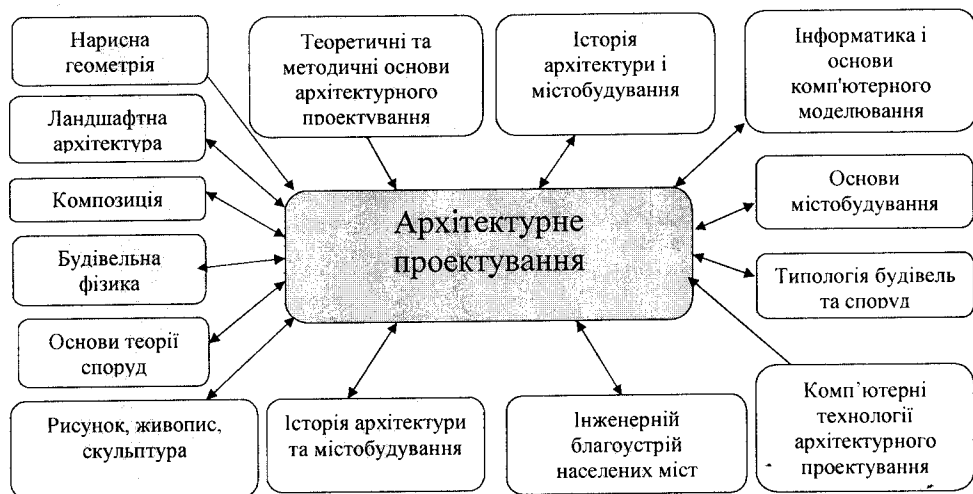 Нарисна
геометрія
Теоретичні та
методичні основи
архітектурного
проектування
Історія
архітектури і
містобудування
Інформатика і
основи
комп'ютерного
моделювання
Ландшафтна
архітектура
Композиція
Будівельна
фізика
Основи теорії
споруд
Архітектурне
проектування
Основи
містобудування
Типологія будівель
та споруд
Рисунок, живопис,
скульптура
Історія архітектури
та містобудування
Інженерній
благоустрій
населених міст
Комп’ютерні
технології
архітектурного
проектування